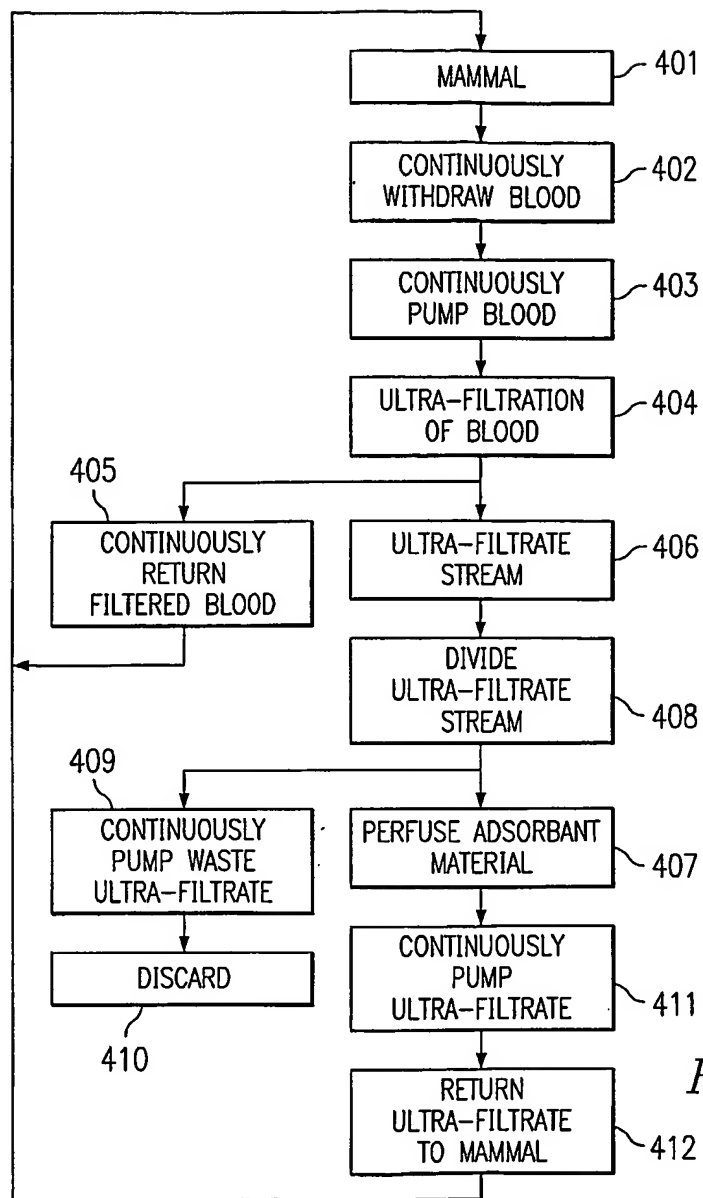 MAMMAL
401
CONTINUOUSLY
WITHDRAW BLOOD
402
CONTINUOUSLY
PUMP BLOOD
403
ULTRA-FILTRATION
OF BLOOD
404
405
CONTINUOUSLY
RETURN
FILTERED BLOOD
ULTRA-FILTRATE
STREAM
406
DIVIDE
ULTRA-FILTRATE
STREAM
408
409
CONTINUOUSLY
PUMP WASTE
ULTRA-FILTRATE
PERFUSE ADSORBANT
MATERIAL
407
DISCARD
410
CONTINUOUSLY
PUMP
ULTRA-FILTRATE
411
RETURN
ULTRA-FILTRATE
TO MAMMAL
412